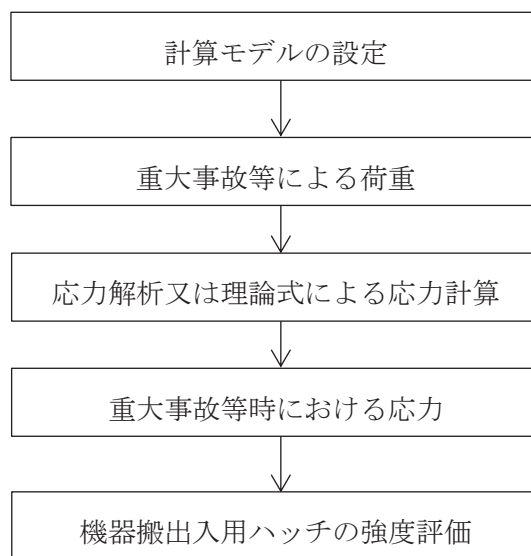 計算モデルの設定
重大事故等による荷重
応力解析又は理論式による応力計算
重大事故等時における応力
機器搬出入用ハッチの強度評価